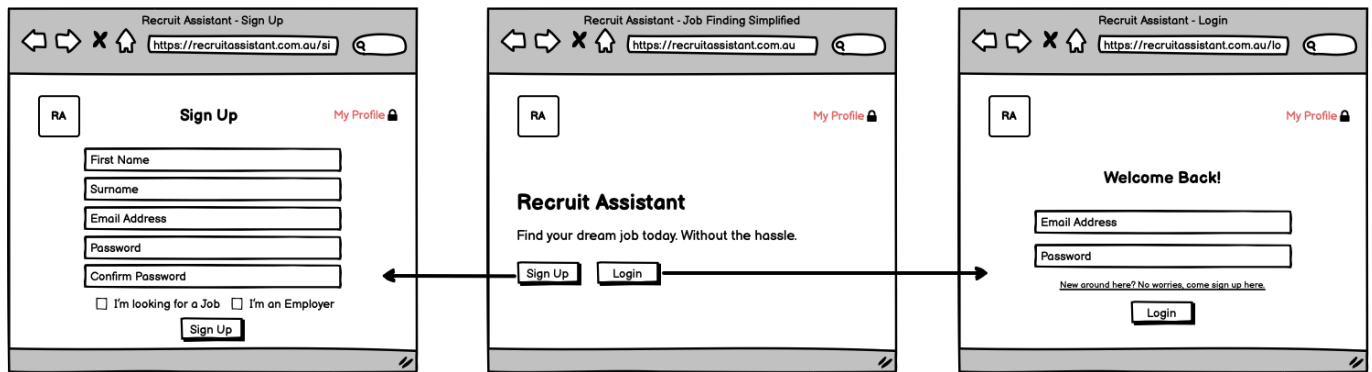 Recruit Assistant - Sign Up
https://recruitassistant.com.au/si
RA
Sign Up
My Profile
First Name
Surname
Email Address
Password
Confirm Password
I'm looking for a Job
I'm an Employer
Sign Up
Recruit Assistant - Job Finding Simplified
https://recruitassistant.com.au
RA
My Profile
Recruit Assistant
Find your dream job today. Without the hassle.
Sign Up
Login
Recruit Assistant - Login
https://recruitassistant.com.au/lo
RA
My Profile
Welcome Back!
Email Address
Password
New around here? No worries, come sign up here.
Login